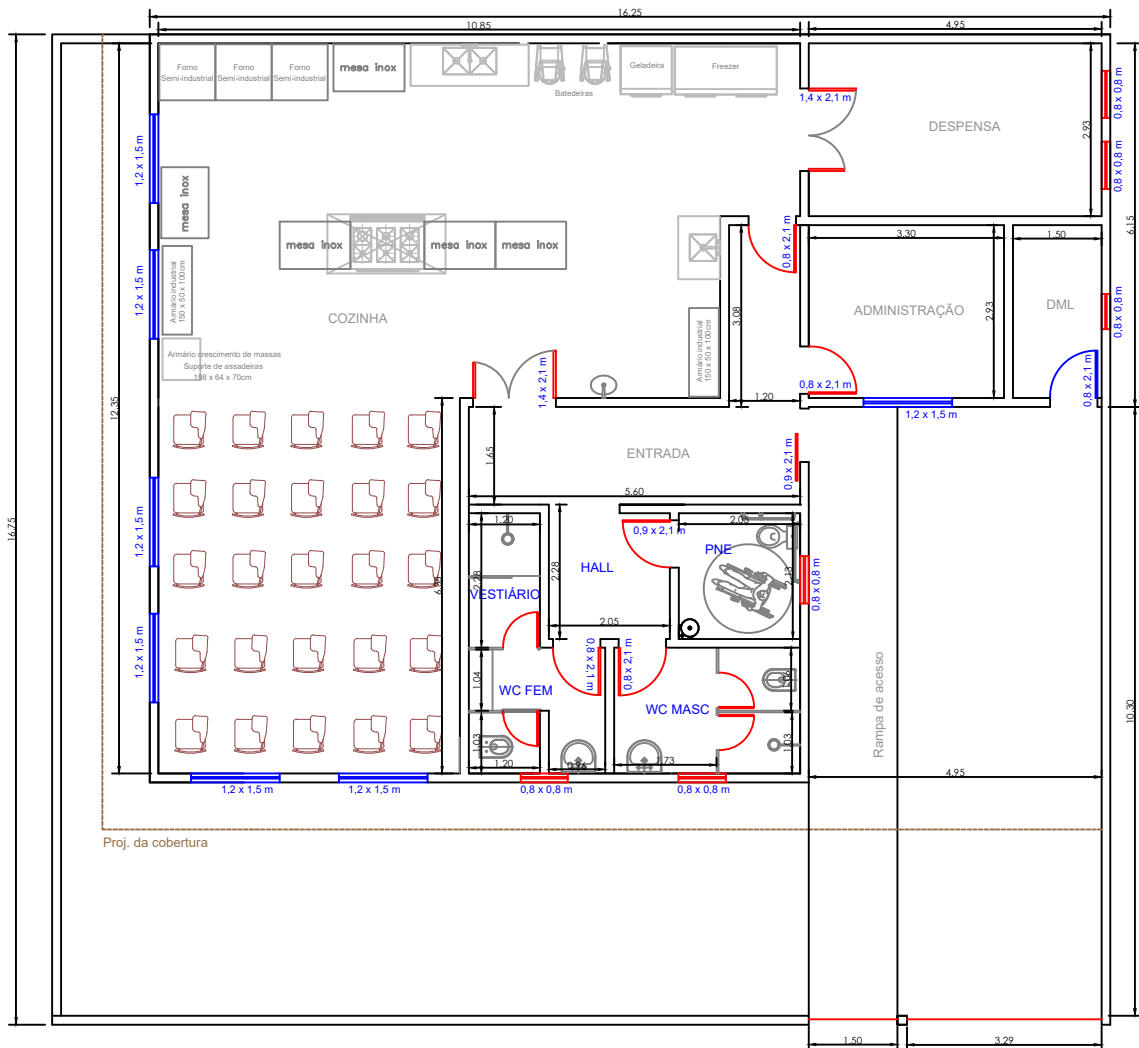 16.25
10.85
4.95
Forno
Semi-industrial
Forno
Semi-industrial
Forno
Semi-industrial
mesa inox
Batedeiras
Geladeira
Freezer
1,4 x 2,1 m
DESPENSA
2.93
0,8 x 0,8 m
0,8 x 0,8 m
6.15
1,2 x 1,5 m
mesa inox
mesa inox
mesa inox
mesa inox
0,8 x 2,1 m
3.30
1.50
1,2 x 1,5 m
Armário industrial
150 x 50 x 100cm
COZINHA
3.08
ADMINISTRAÇÃO
2.93
DML
0,8 x 0,8 m
Armário industrial
150 x 50 x 100cm
Armário crescimento de massas
Suporte de assadeiras
198 x 64 x 70cm
1,4 x 2,1 m
0,8 x 2,1 m
0,8 x 2,1 m
1.20
1,2 x 1,5 m
12.35
16.75
ENTRADA
1.65
0,9 x 2,1 m
5.60
1,2 x 1,5 m
1.20
0,9 x 2,1 m
2.05
PNE
HALL
2.28
2.28
2.13
VESTIÁRIO
0,8 x 0,8 m
2.05
1,2 x 1,5 m
0,8 x 2,1 m
0,8 x 2,1 m
1.04
WC FEM
WC MASC
Rampa de acesso
10.30
1.03
1.03
1.20
1.73
4.95
1,2 x 1,5 m
1,2 x 1,5 m
0,8 x 0,8 m
0,8 x 0,8 m
Proj. da cobertura
1.50
3.29